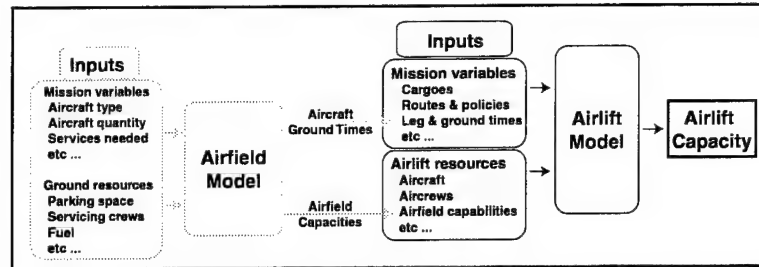 Inputs
Mission variables
Aircraft type
Aircraft quantity
Services needed
etc ...
Ground resources
Parking space
Servicing crews
Fuel
etc ...
Airfield
Model
Aircraft
Ground Times
Airfield
Capacities
Inputs
Mission variables
Cargoes
Routes & policies
Leg & ground times
etc ...
Airlift resources
Aircraft
Aircrews
Airfield capabilities
etc ...
Airlift
Model
Airlift
Capacity